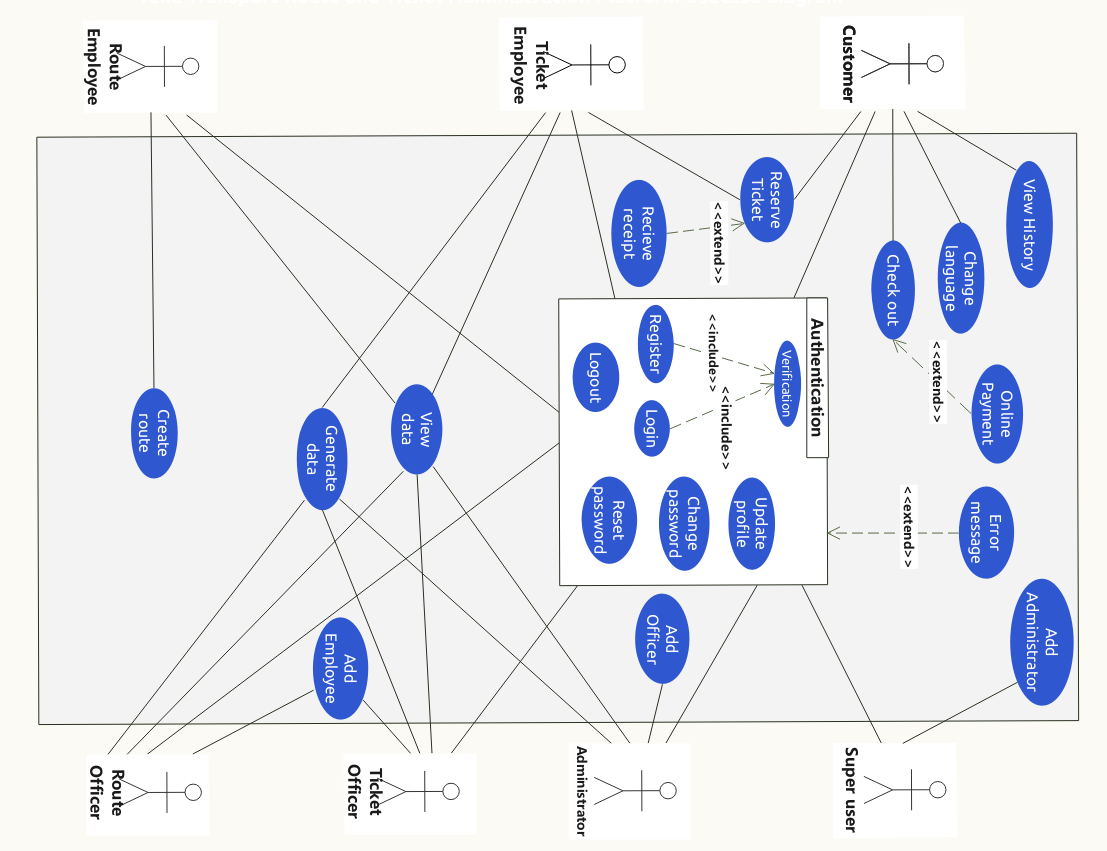 Customer
View History
Change
language
Check out
Online
Payment
<<extend>>
Error
message
<<extend>>
Add
Administrator
Super user
Ticket
Employee
Reserve
Ticket
<<extend>>
Recieve
receipt
Authentication
Verification
<<include>>
<<include>>
Register
Login
Logout
Update
profile
Change
password
Reset
password
Add
Officer
Administrator
Route
Employee
View
data
Generate
data
Create
route
Add
Employee
Ticket
Officer
Route
Officer